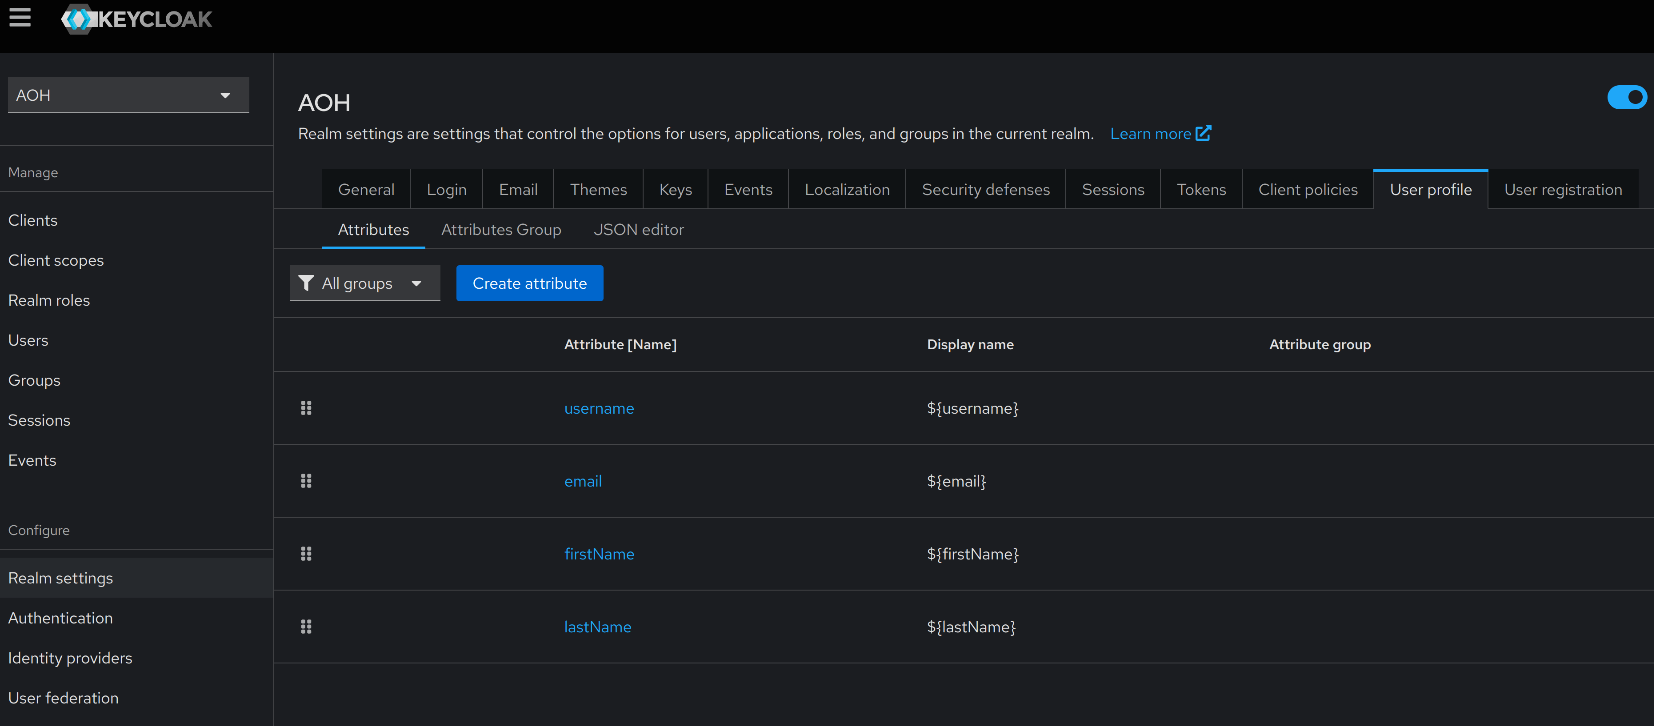 KEYCLOAK
AOH
Manage
Clients
Client scopes
Realm roles
Users
Groups
Sessions
Events
Configure
Realm settings
Authentication
Identity providers
User federation
AOH
Realm settings are settings that control the options for users, applications, roles, and groups in the current realm. Learn more
General Login Email Themes Keys Events Localization Security defenses Sessions Tokens Client policies User profile User registration
Attributes Attributes Group JSON editor
All groups Create attribute
Attribute [Name] Display name Attribute group
username ${username}
email ${email}
firstName ${firstName}
lastName ${lastName}